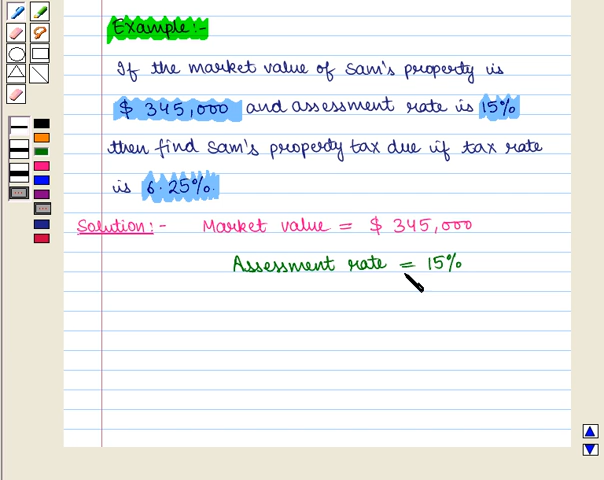 Example:-
If the market value of Sam's property is
$ 345,000 and assessment rate is 15%
then find Sam's property tax due if tax rate
is 6.25%.
Solution:- Market value = $ 345,000
Assessment rate = 15%